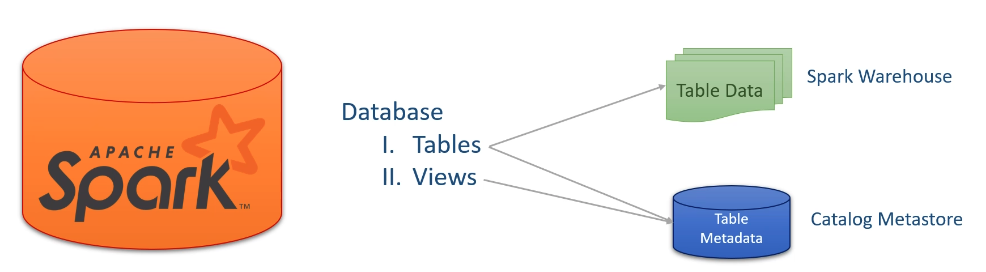 APACHE
Spark™
Database
I. Tables
II. Views
Table Data
Spark Warehouse
Table
Metadata
Catalog Metastore